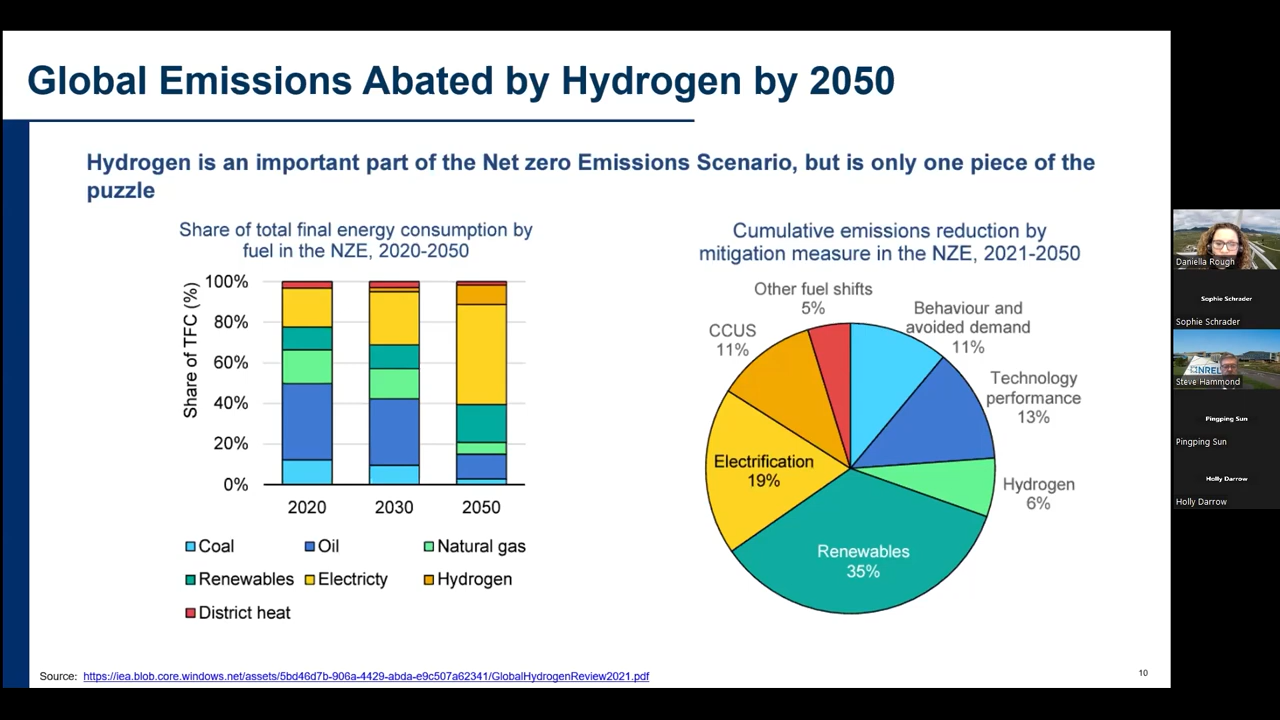 Global Emissions Abated by Hydrogen by 2050
Hydrogen is an important part of the Net zero Emissions Scenario, but is only one piece of the
puzzle
Share of total final energy consumption by
fuel in the NZE, 2020-2050
Share of TFC (%)
100%
80%
60%
40%
20%
0%
2020 2030 2050
Coal Oil Natural gas
Renewables Electricty Hydrogen
District heat
Cumulative emissions reduction by
mitigation measure in the NZE, 2021-2050
Other fuel shifts
5%
Behaviour and
avoided demand
11%
CCUS
11%
Technology
performance
13%
Electrification
19%
Hydrogen
6%
Renewables
35%
Source: https://iea.blob.core.windows.net/assets/5bd46d7b-906a-4429-abda-e9c507a62341/GlobalHydrogenReview2021.pdf
10
Daniella Rough
Sophie Schrader
Sophie Schrader
NREL
Steve Hammond
Pingping Sun
Pingping Sun
Holly Darrow
Holly Darrow